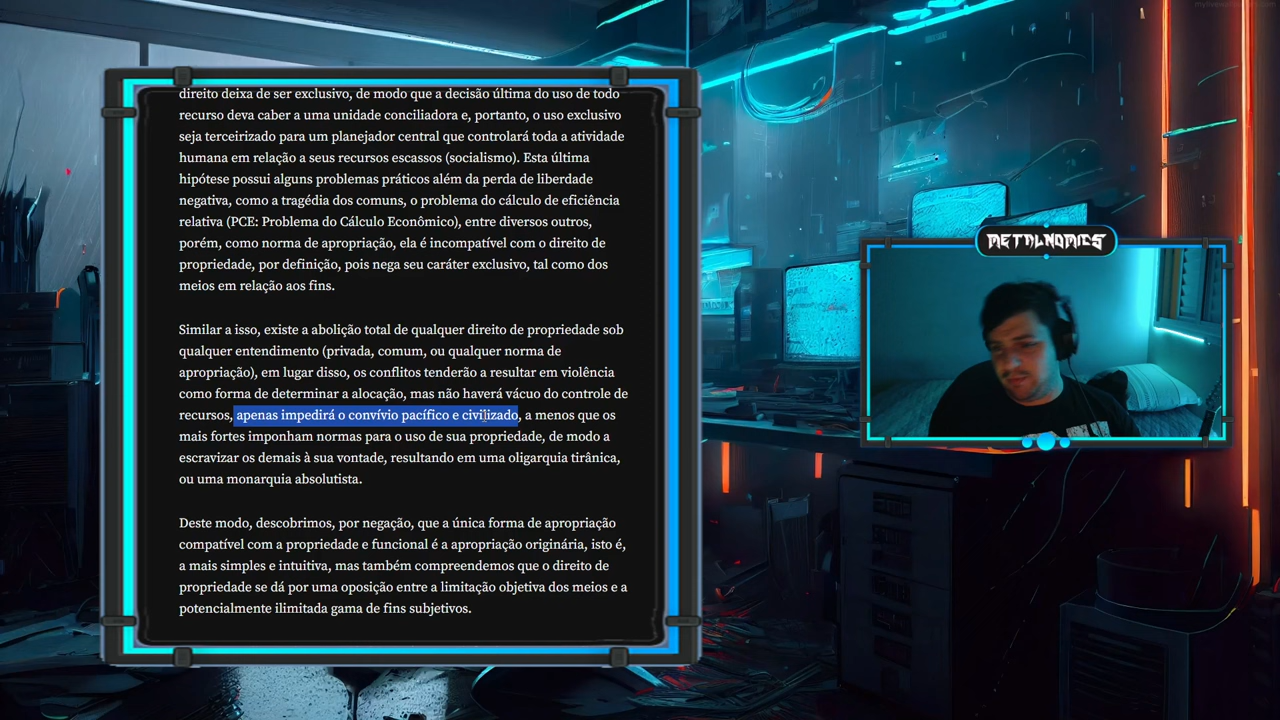 direito deixa de ser exclusivo, de modo que a decisão última do uso de todo
recurso deva caber a uma unidade conciliadora e, portanto, o uso exclusivo
seja terceirizado para um planejador central que controlará toda a atividade
humana em relação a seus recursos escassos (socialismo). Esta última
hipótese possui alguns problemas práticos além da perda de liberdade
negativa, como a tragédia dos comuns, o problema do cálculo de eficiência
relativa (PCE: Problema do Cálculo Econômico), entre diversos outros,
porém, como norma de apropriação, ela é incompatível com o direito de
propriedade, por definição, pois nega seu caráter exclusivo, tal como dos
meios em relação aos fins.
Similar a isso, existe a abolição total de qualquer direito de propriedade sob
qualquer entendimento (privada, comum, ou qualquer norma de
apropriação), em lugar disso, os conflitos tenderão a resultar em violência
como forma de determinar a alocação, mas não haverá vácuo do controle de
recursos, apenas impedirá o convívio pacífico e civilizado, a menos que os
mais fortes imponham normas para o uso de sua propriedade, de modo a
escravizar os demais à sua vontade, resultando em uma oligarquia tirânica,
ou uma monarquia absolutista.
Deste modo, descobrimos, por negação, que a única forma de apropriação
compatível com a propriedade e funcional é a apropriação originária, isto é,
a mais simples e intuitiva, mas também compreendemos que o direito de
propriedade se dá por uma oposição entre a limitação objetiva dos meios e a
potencialmente ilimitada gama de fins subjetivos.
METALNOMICS